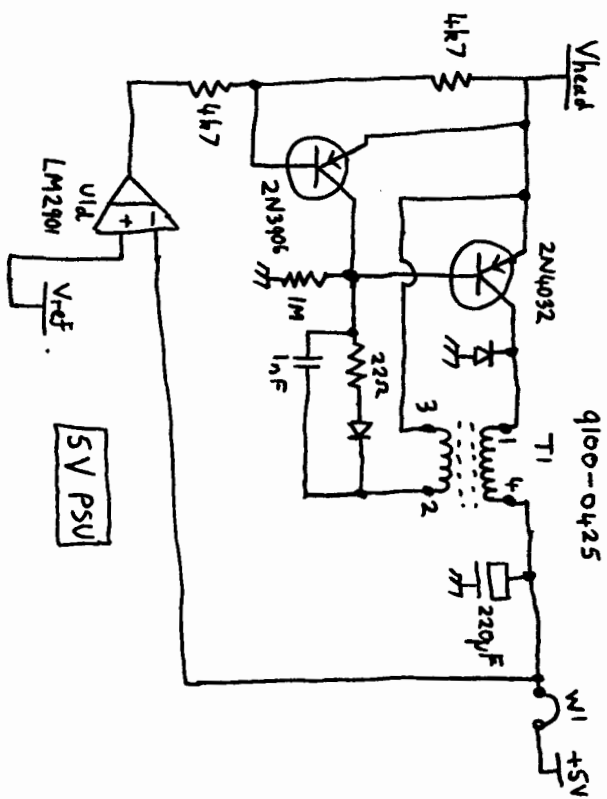 9100-0425
Vhead
2N4032
T1
1
4
W1
+5V
220µF
4k7
3
2
2N3906
1M
22Ω
1nF
4k7
U1d
LM2901
−
+
Vref
5V PSU